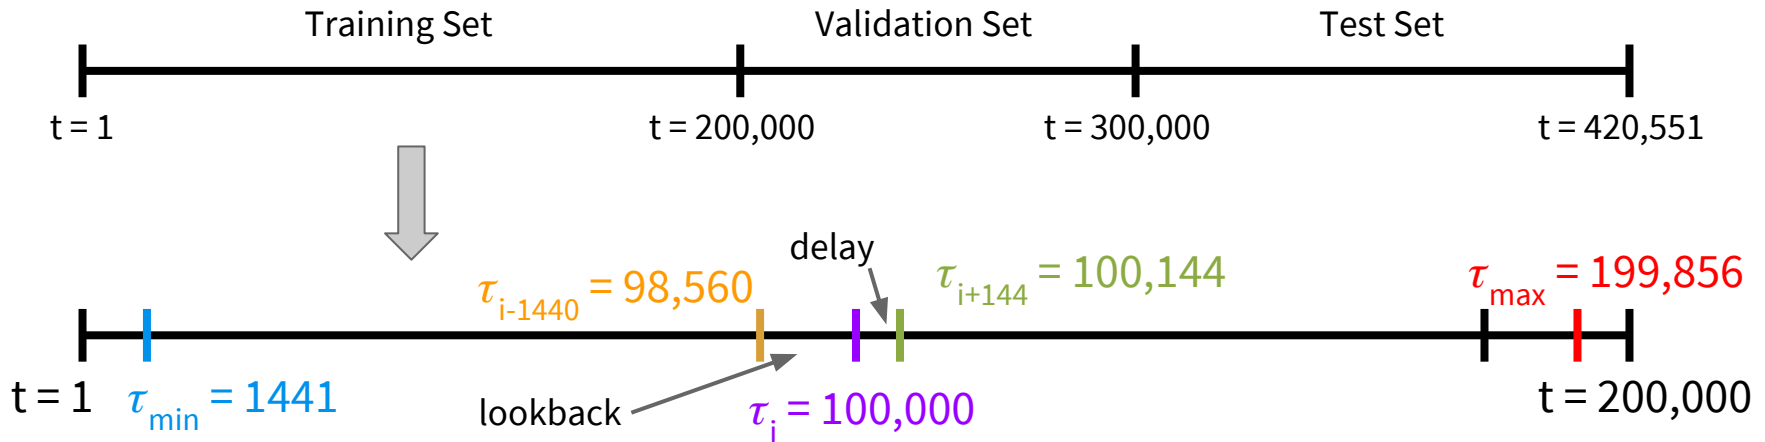 Training Set Validation Set Test Set
t = 1 t = 200,000 t = 300,000 t = 420,551
delay
τi-1440 = 98,560 τi+144 = 100,144 τmax = 199,856
t = 1 τmin = 1441 lookback τi = 100,000 t = 200,000